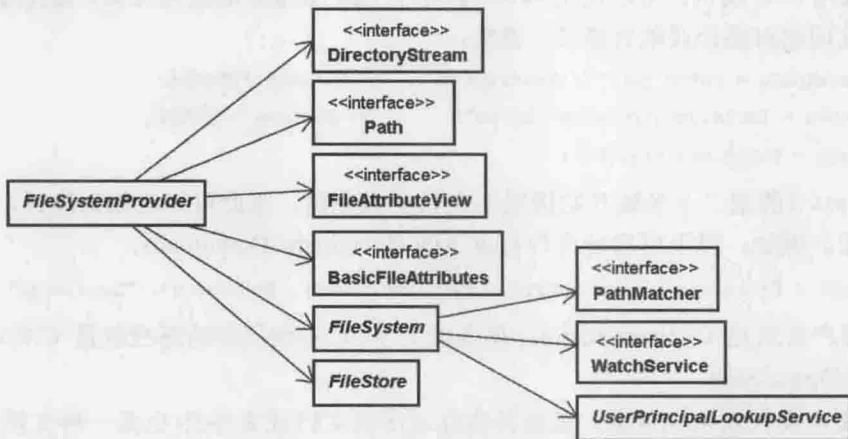 <<interface>>
DirectoryStream
<<interface>>
Path
FileSystemProvider
<<interface>>
FileAttributeView
<<interface>>
BasicFileAttributes
<<interface>>
PathMatcher
FileSystem
<<interface>>
WatchService
FileStore
UserPrincipalLookupService